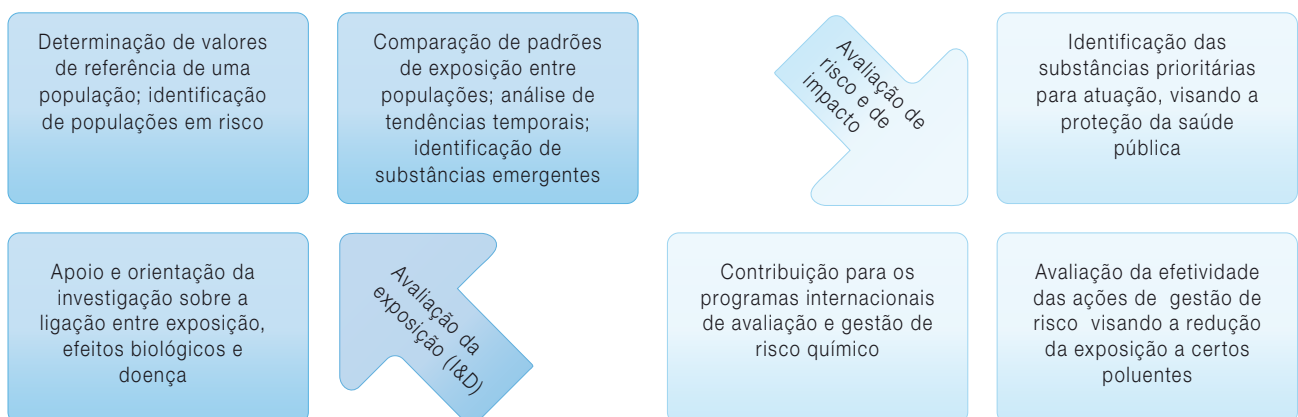 Determinação de valores
de referência de uma
população; identificação
de populações em risco
Comparação de padrões
de exposição entre
populações; análise de
tendências temporais;
identificação de
substâncias emergentes
Avaliação de
risco e de
impacto
Identificação das
substâncias prioritárias
para atuação, visando a
proteção da saúde
pública
Apoio e orientação da
investigação sobre a
ligação entre exposição,
efeitos biológicos e
doença
Avaliação da
exposição (I&D)
Contribuição para os
programas internacionais
de avaliação e gestão de
risco químico
Avaliação da efetividade
das ações de gestão de
risco visando a redução
da exposição a certos
poluentes